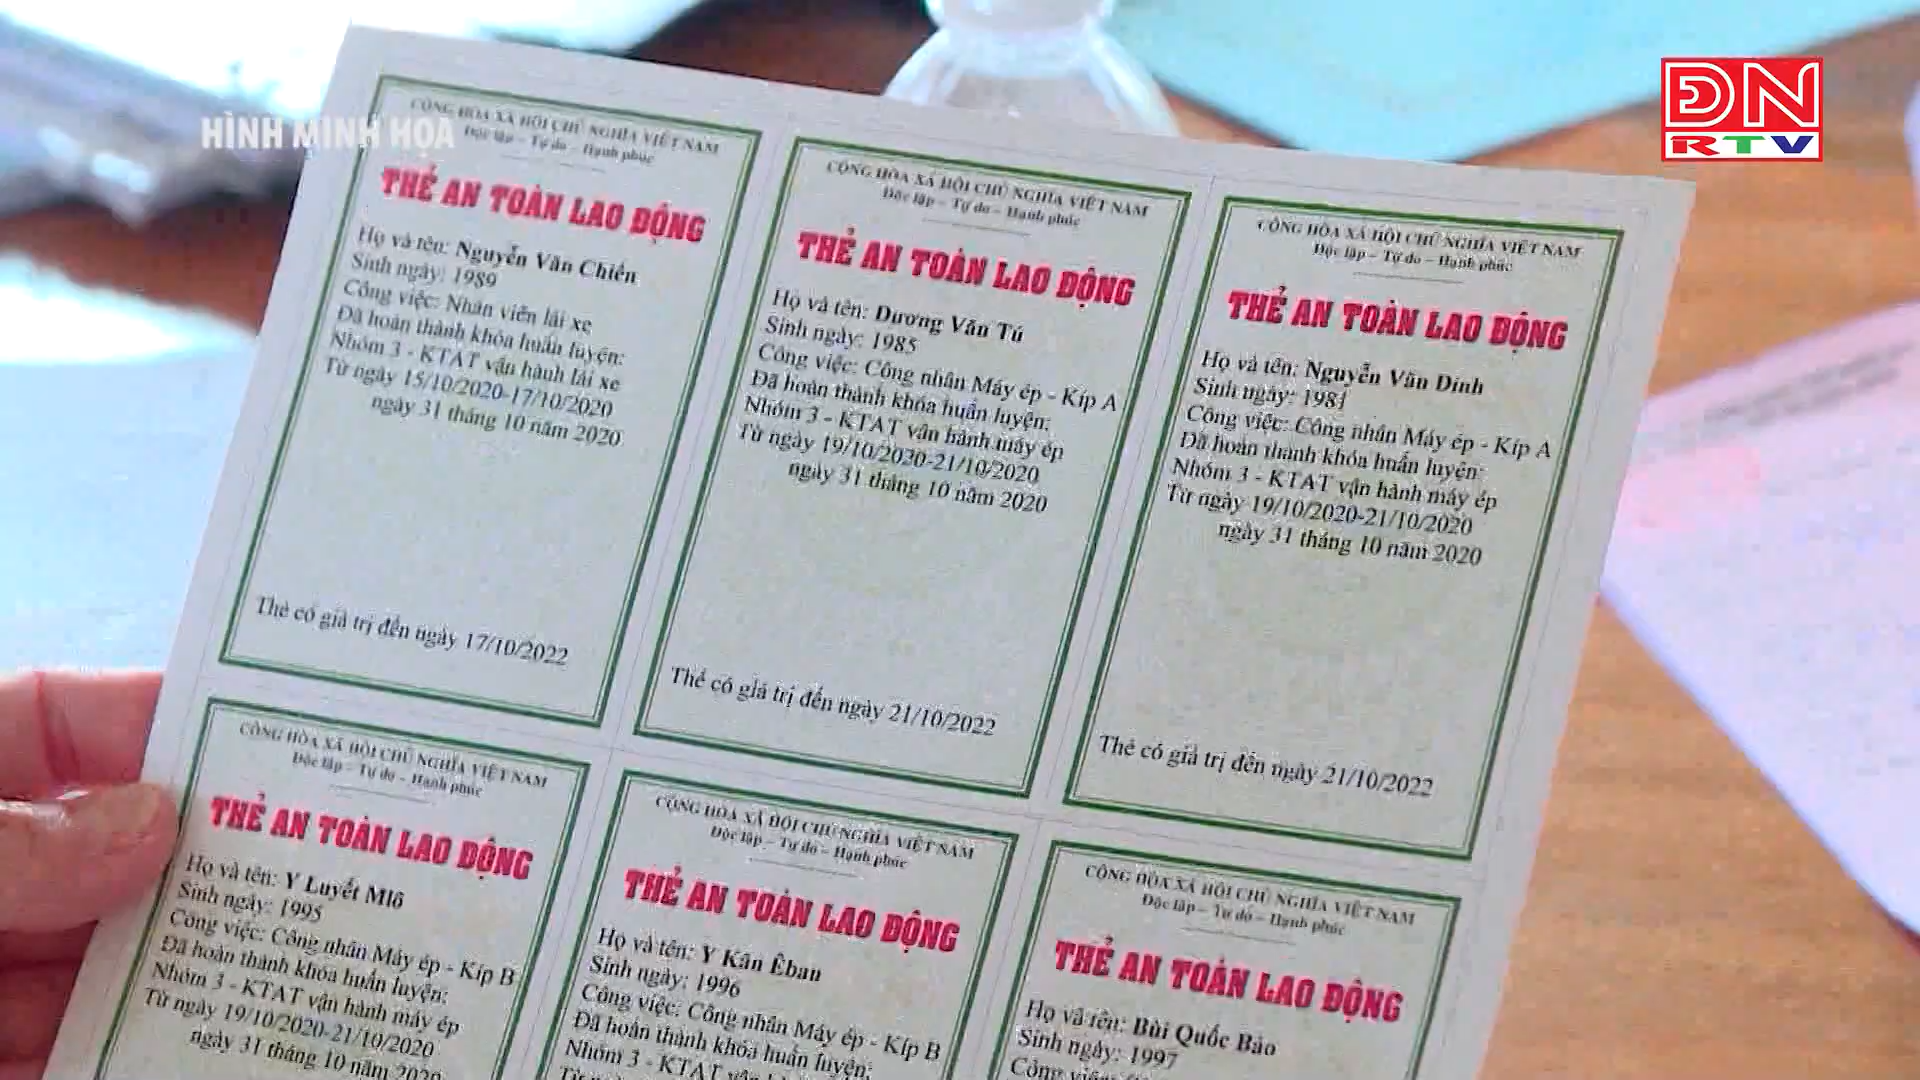 HÌNH MINH HỌA
ĐN
RTV
CỘNG HÒA XÃ HỘI CHỦ NGHĨA VIỆT NAM
Độc lập – Tự do – Hạnh phúc
THẺ AN TOÀN LAO ĐỘNG
Họ và tên: Nguyễn Văn Chiến
Sinh ngày: 1989
Công việc: Nhân viên lái xe
Đã hoàn thành khóa huấn luyện:
Nhóm 3 - KTAT vận hành lái xe
Từ ngày 15/10/2020-17/10/2020
ngày 31 tháng 10 năm 2020
Thẻ có giá trị đến ngày 17/10/2022
CỘNG HÒA XÃ HỘI CHỦ NGHĨA VIỆT NAM
Độc lập – Tự do – Hạnh phúc
THẺ AN TOÀN LAO ĐỘNG
Họ và tên: Dương Văn Tú
Sinh ngày: 1985
Công việc: Công nhân Máy ép - Kíp A
Đã hoàn thành khóa huấn luyện:
Nhóm 3 - KTAT vận hành máy ép
Từ ngày 19/10/2020-21/10/2020
ngày 31 tháng 10 năm 2020
Thẻ có giá trị đến ngày 21/10/2022
CỘNG HÒA XÃ HỘI CHỦ NGHĨA VIỆT NAM
Độc lập – Tự do – Hạnh phúc
THẺ AN TOÀN LAO ĐỘNG
Họ và tên: Nguyễn Văn Dinh
Sinh ngày: 1981
Công việc: Công nhân Máy ép - Kíp A
Đã hoàn thành khóa huấn luyện:
Nhóm 3 - KTAT vận hành máy ép
Từ ngày 19/10/2020-21/10/2020
ngày 31 tháng 10 năm 2020
Thẻ có giá trị đến ngày 21/10/2022
CỘNG HÒA XÃ HỘI CHỦ NGHĨA VIỆT NAM
Độc lập – Tự do – Hạnh phúc
THẺ AN TOÀN LAO ĐỘNG
Họ và tên: Y Luyết Mlô
Sinh ngày: 1995
Công việc: Công nhân Máy ép - Kíp B
Đã hoàn thành khóa huấn luyện:
Nhóm 3 - KTAT vận hành máy ép
Từ ngày 19/10/2020-21/10/2020
ngày 31 tháng 10 năm 2020
CỘNG HÒA XÃ HỘI CHỦ NGHĨA VIỆT NAM
Độc lập – Tự do – Hạnh phúc
THẺ AN TOÀN LAO ĐỘNG
Họ và tên: Y Kăn Êban
Sinh ngày: 1996
Công việc: Công nhân Máy ép - Kíp B
Đã hoàn thành khóa huấn luyện:
Nhóm 3 - KTAT vận hành máy ép
CỘNG HÒA XÃ HỘI CHỦ NGHĨA VIỆT NAM
Độc lập – Tự do – Hạnh phúc
THẺ AN TOÀN LAO ĐỘNG
Họ và tên: Bùi Quốc Bảo
Sinh ngày: 1997
Công việc: